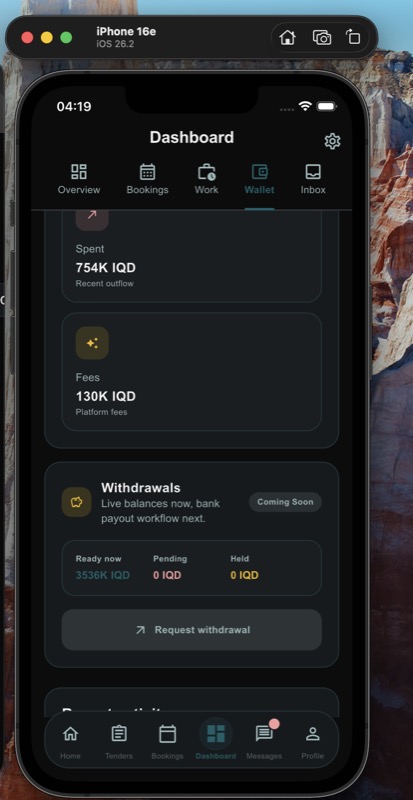 iPhone 16e
iOS 26.2
04:19
Dashboard
Overview
Bookings
Work
Wallet
Inbox
Spent
754K IQD
Recent outflow
Fees
130K IQD
Platform fees
Withdrawals
Live balances now, bank
payout workflow next.
Coming Soon
Ready now
Pending
Held
3536K IQD
0 IQD
0 IQD
Request withdrawal
Home
Tenders
Bookings
Dashboard
Messages
Profile